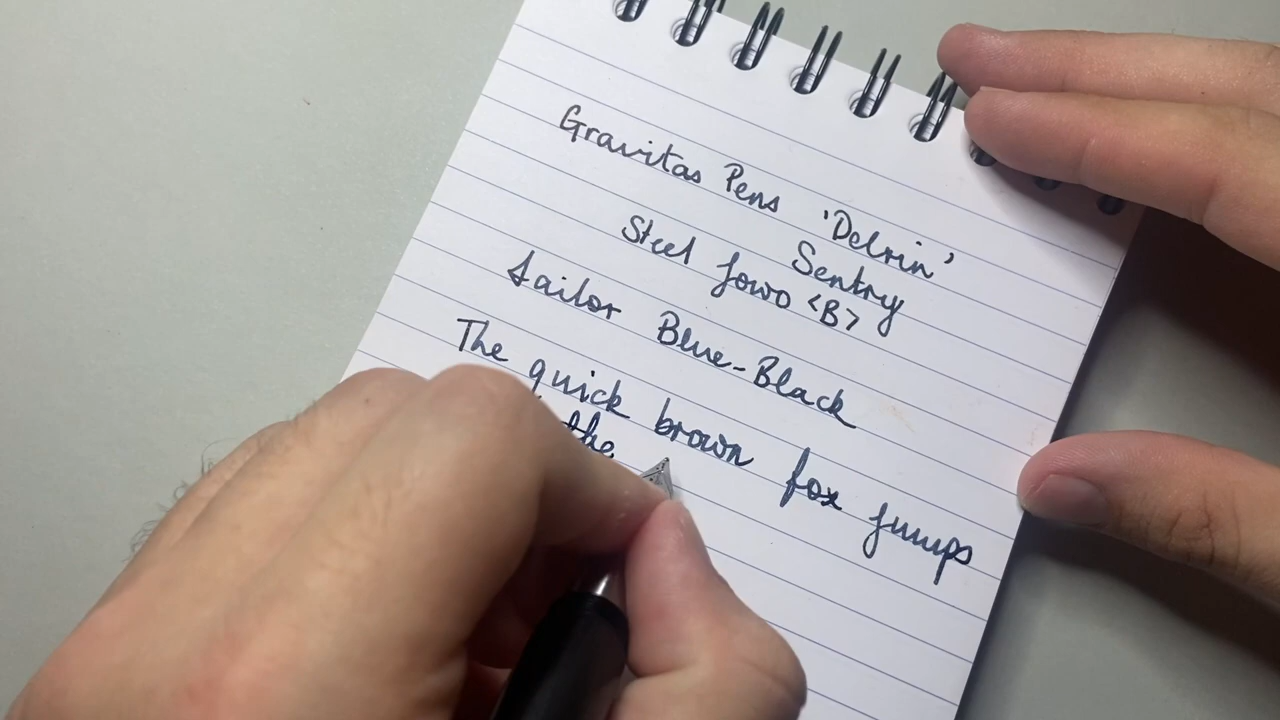 Gravitas Pens 'Delrin'
Sentry
Steel Jowo <B>
Sailor Blue-Black
The quick brown fox jumps
the